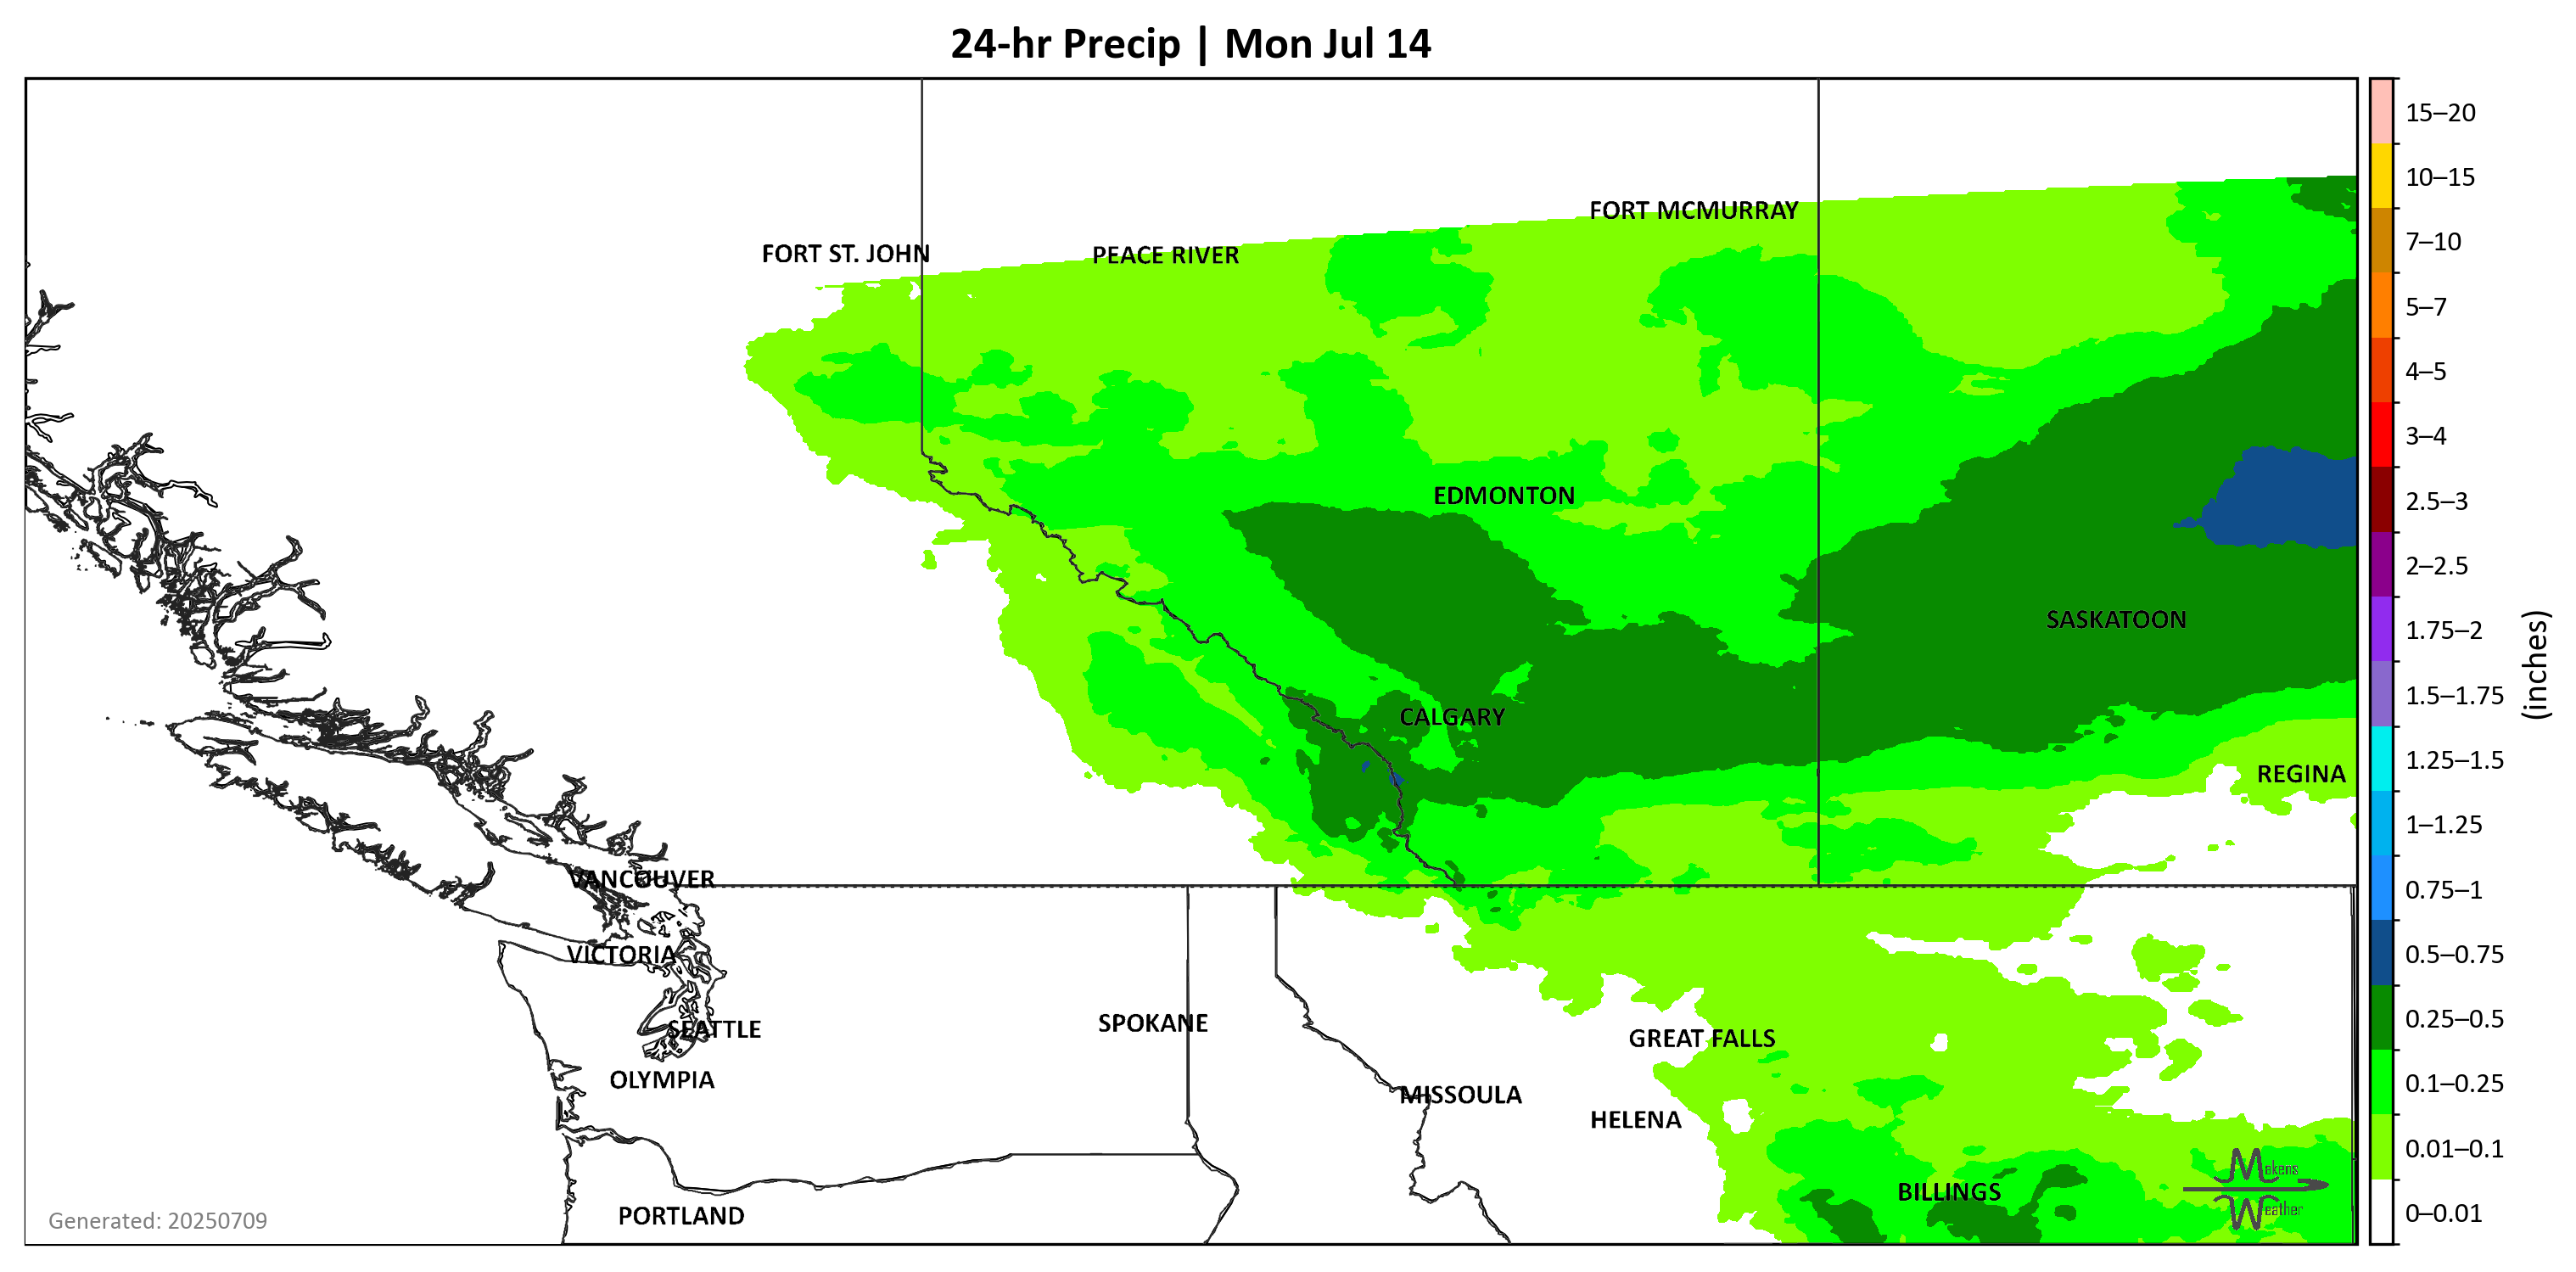 24-hr Precip | Mon Jul 14
FORT MCMURRAY
FORT ST. JOHN
PEACE RIVER
EDMONTON
SASKATOON
CALGARY
REGINA
VANCOUVER
VICTORIA
SPOKANE
SEATTLE
GREAT FALLS
OLYMPIA
MISSOULA
HELENA
BILLINGS
PORTLAND
Makens
Weather
Generated: 20250709
15–20
10–15
7–10
5–7
4–5
3–4
2.5–3
2–2.5
1.75–2
1.5–1.75
1.25–1.5
1–1.25
0.75–1
0.5–0.75
0.25–0.5
0.1–0.25
0.01–0.1
0–0.01
(inches)